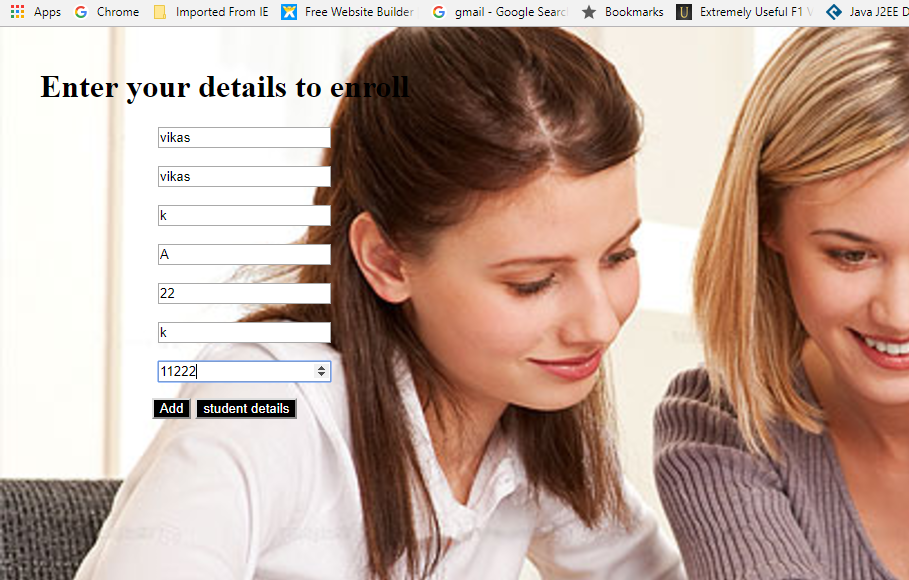 Apps Chrome Imported From IE Free Website Builder gmail - Google Searc Bookmarks Extremely Useful F1 Java J2EE D
Enter your details to enroll
vikas
vikas
k
A
22
k
11222
Add student details